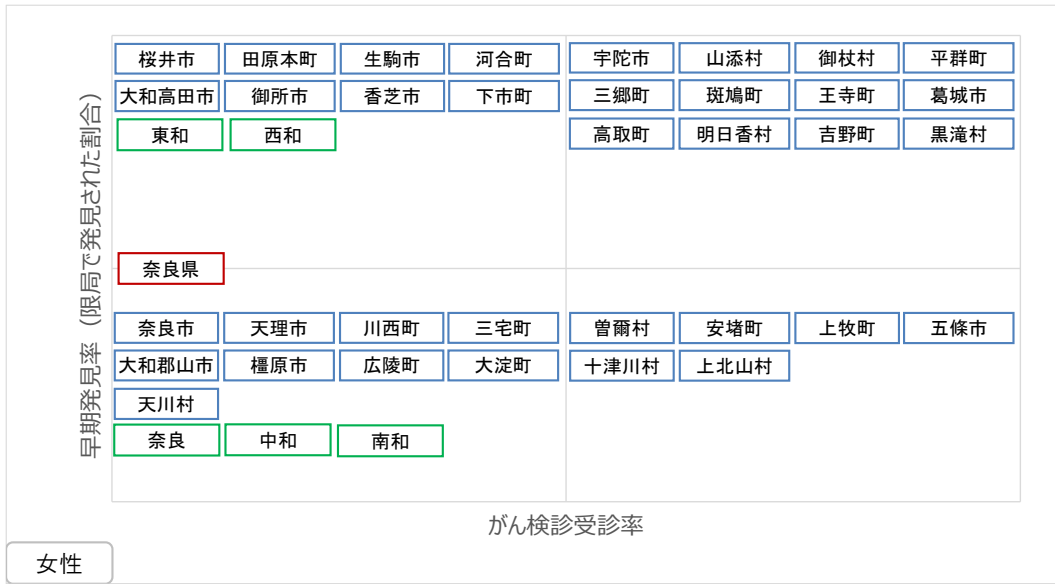 早期発見率（限局で発見された割合）
桜井市 田原本町 生駒市 河合町 宇陀市 山添村 御杖村 平群町
大和高田市 御所市 香芝市 下市町 三郷町 斑鳩町 王寺町 葛城市
東和 西和 高取町 明日香村 吉野町 黒滝村
奈良県
奈良市 天理市 川西町 三宅町 曽爾村 安堵町 上牧町 五條市
大和郡山市 橿原市 広陵町 大淀町 十津川村 上北山村
天川村
奈良 中和 南和
がん検診受診率
女性